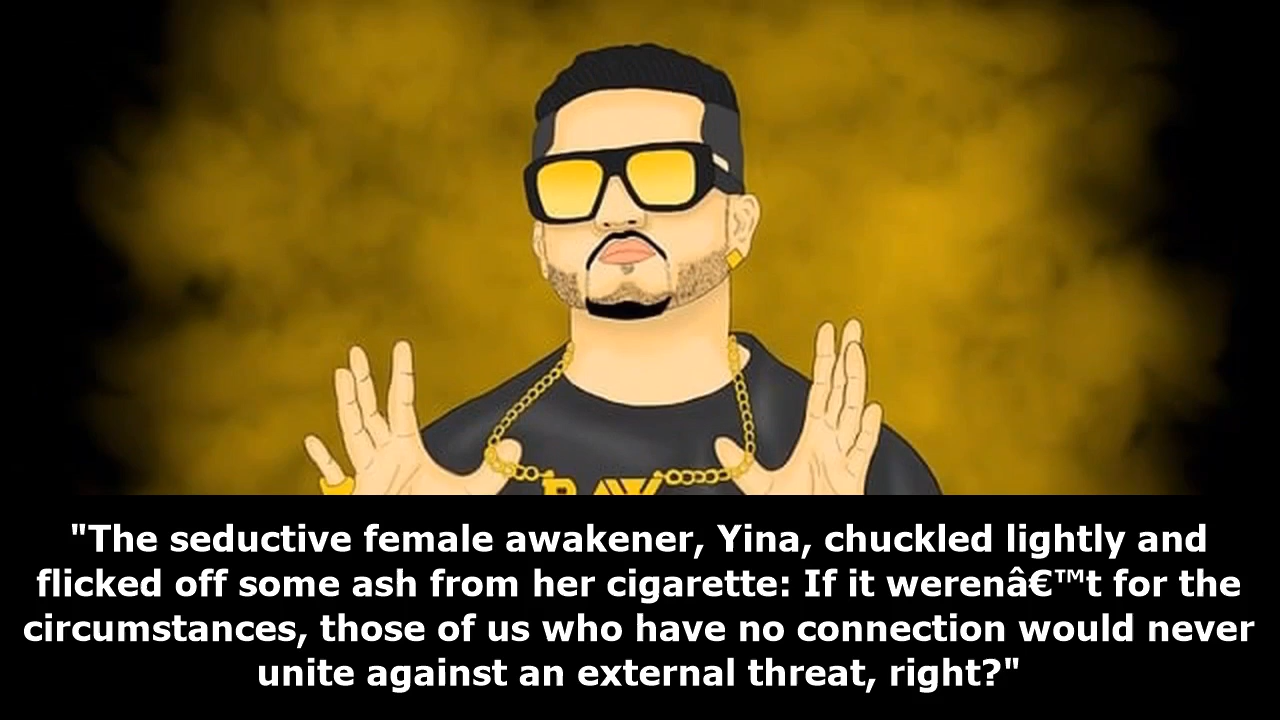 "The seductive female awakener, Yina, chuckled lightly and
flicked off some ash from her cigarette: If it werenâ€™t for the
circumstances, those of us who have no connection would never
unite against an external threat, right?"